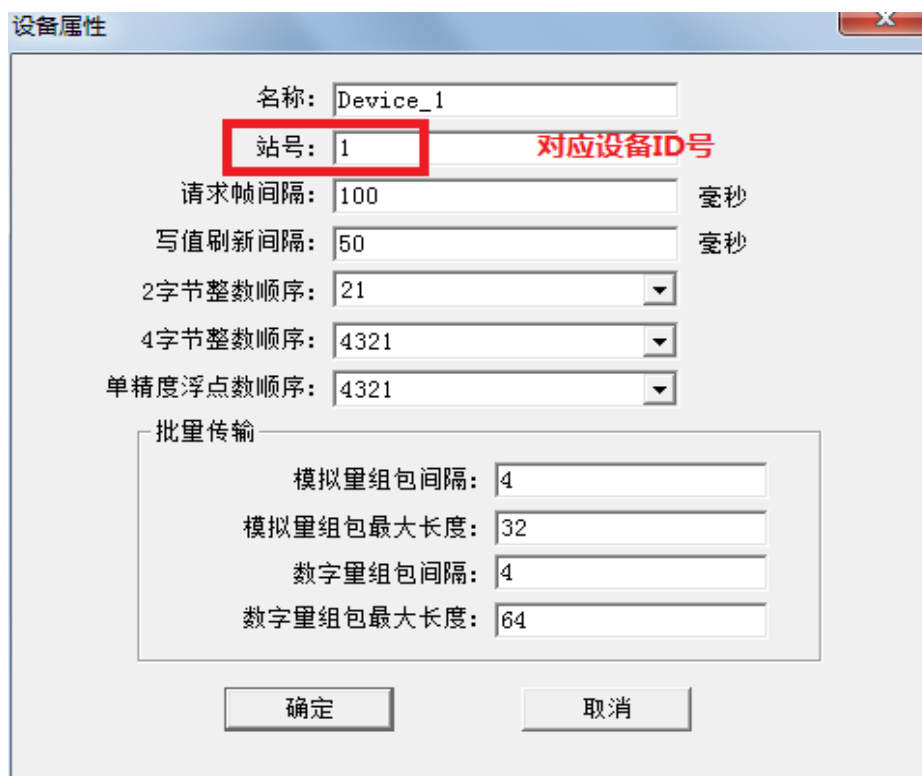 设备属性
名称：Device_1
站号：1 对应设备ID号
请求帧间隔：100 毫秒
写值刷新间隔：50 毫秒
2字节整数顺序：21
4字节整数顺序：4321
单精度浮点数顺序：4321
批量传输
模拟量组包间隔：4
模拟量组包最大长度：32
数字量组包间隔：4
数字量组包最大长度：64
确定 取消